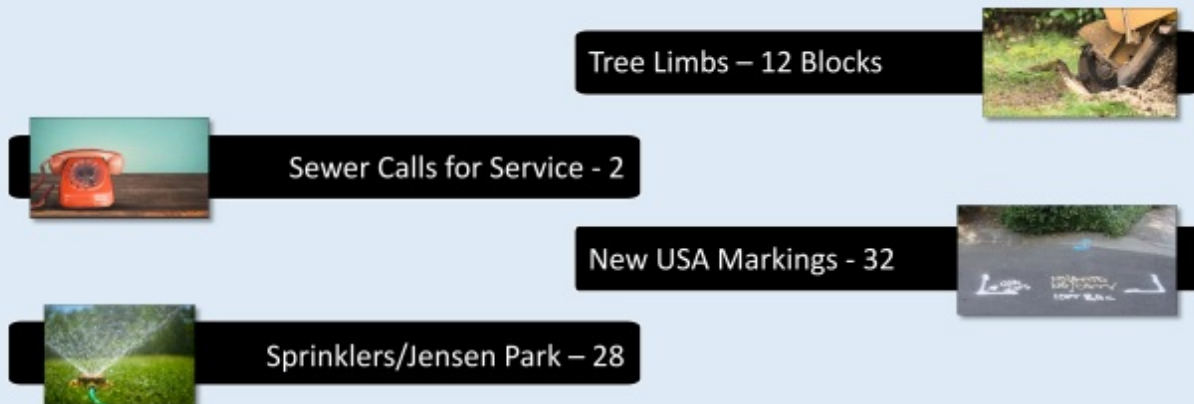 Tree Limbs – 12 Blocks
Sewer Calls for Service - 2
New USA Markings - 32
Sprinklers/Jensen Park – 28